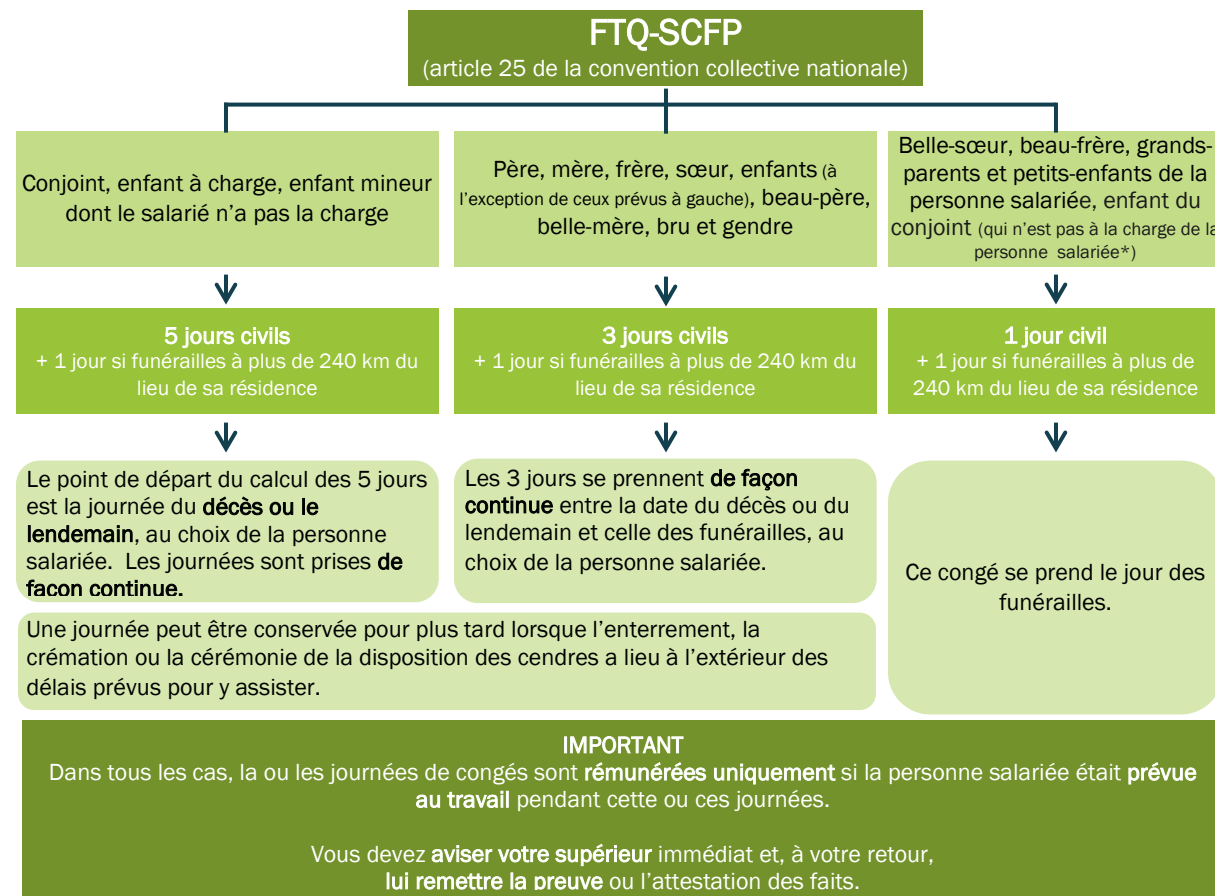 FTQ-SCFP
(article 25 de la convention collective nationale)
Conjoint, enfant à charge, enfant mineur
dont le salarié n'a pas la charge
Père, mère, frère, sœur, enfants (à
l'exception de ceux prévus à gauche), beau-père,
belle-mère, bru et gendre
Belle-sœur, beau-frère, grands-
parents et petits-enfants de la
personne salariée, enfant du
conjoint (qui n'est pas à la charge de la
personne salariée*)
5 jours civils
+ 1 jour si funérailles à plus de 240 km du
lieu de sa résidence
3 jours civils
+ 1 jour si funérailles à plus de 240 km du
lieu de sa résidence
1 jour civil
+ 1 jour si funérailles à plus de
240 km du lieu de sa résidence
Le point de départ du calcul des 5 jours
est la journée du décès ou le
lendemain, au choix de la personne
salariée. Les journées sont prises de
façon continue.
Les 3 jours se prennent de façon
continue entre la date du décès ou du
lendemain et celle des funérailles, au
choix de la personne salariée.
Ce congé se prend le jour des
funérailles.
Une journée peut être conservée pour plus tard lorsque l'enterrement, la
crémation ou la cérémonie de la disposition des cendres a lieu à l'extérieur des
délais prévus pour y assister.
IMPORTANT
Dans tous les cas, la ou les journées de congés sont rémunérées uniquement si la personne salariée était prévue
au travail pendant cette ou ces journées.
Vous devez aviser votre supérieur immédiat et, à votre retour,
lui remettre la preuve ou l'attestation des faits.